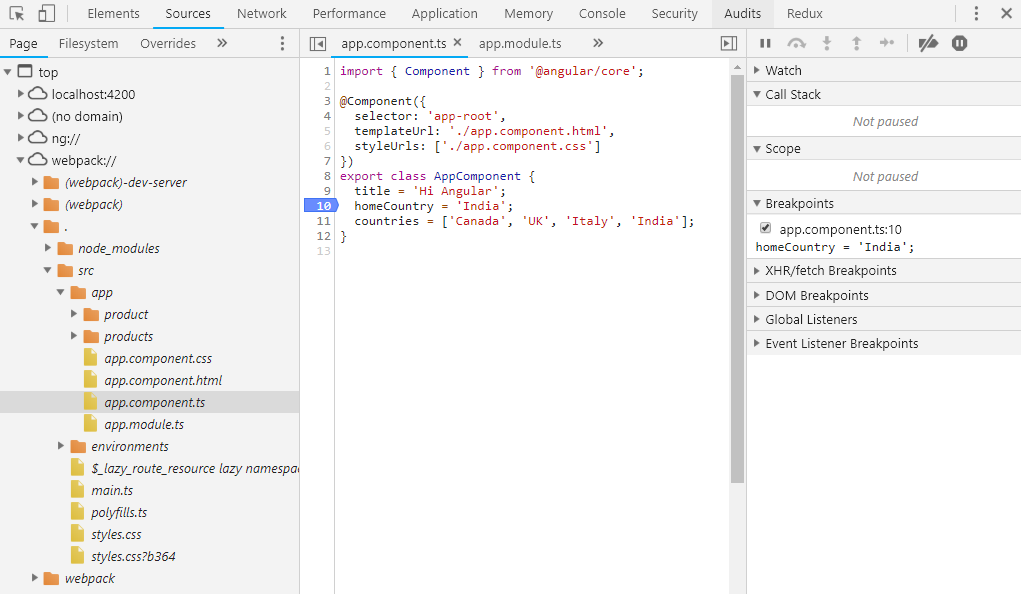 Elements Sources Network Performance Application Memory Console Security Audits Redux
Page Filesystem Overrides »
top
localhost:4200
(no domain)
ng://
webpack://
(webpack)-dev-server
(webpack)
.
node_modules
src
app
product
products
app.component.css
app.component.html
app.component.ts
app.module.ts
environments
$_lazy_route_resource lazy namespac
main.ts
polyfills.ts
styles.css
styles.css?b364
webpack
app.component.ts × app.module.ts »
1 import { Component } from '@angular/core';
2
3 @Component({
4 selector: 'app-root',
5 templateUrl: './app.component.html',
6 styleUrls: ['./app.component.css']
7 })
8 export class AppComponent {
9 title = 'Hi Angular';
10 homeCountry = 'India';
11 countries = ['Canada', 'UK', 'Italy', 'India'];
12 }
13
Watch
Call Stack
Not paused
Scope
Not paused
Breakpoints
app.component.ts:10
homeCountry = 'India';
XHR/fetch Breakpoints
DOM Breakpoints
Global Listeners
Event Listener Breakpoints